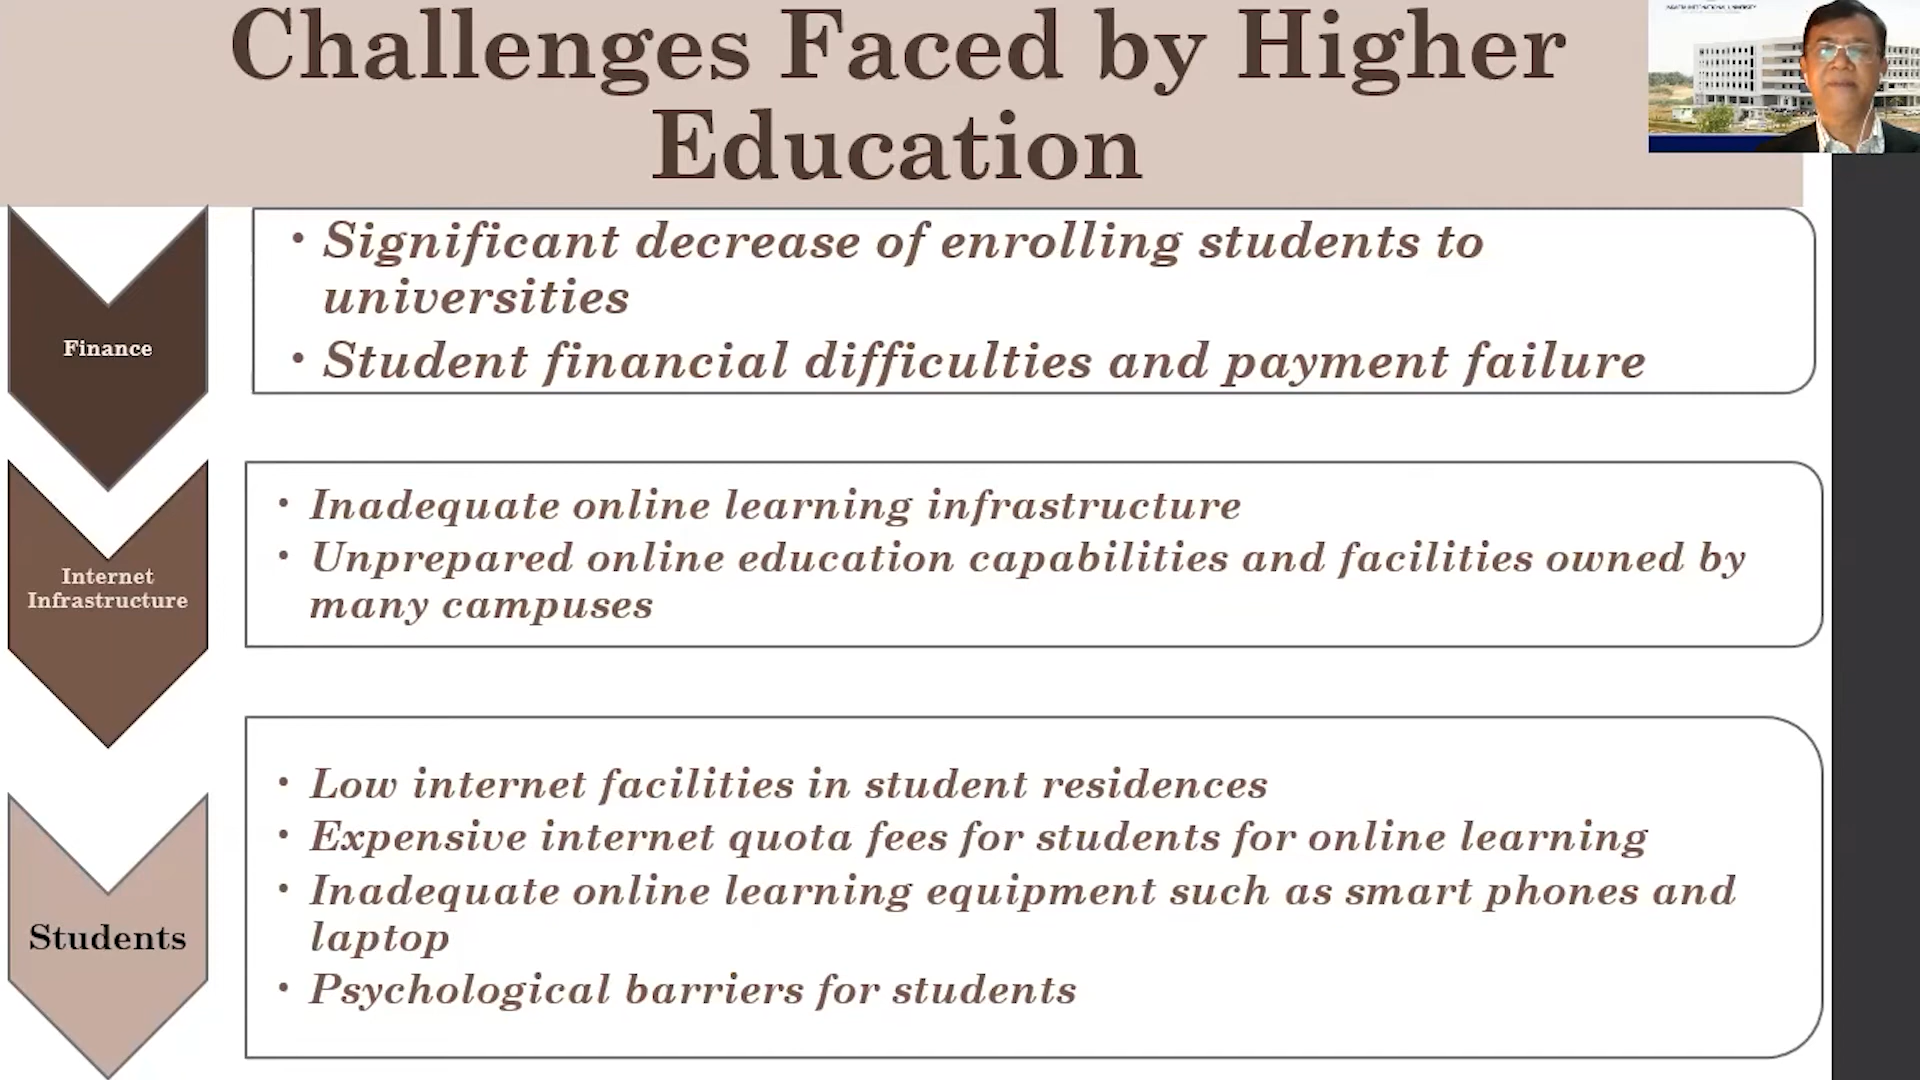 Challenges Faced by Higher
Education
Finance
• Significant decrease of enrolling students to
universities
• Student financial difficulties and payment failure
Internet
Infrastructure
• Inadequate online learning infrastructure
• Unprepared online education capabilities and facilities owned by
many campuses
Students
• Low internet facilities in student residences
• Expensive internet quota fees for students for online learning
• Inadequate online learning equipment such as smart phones and
laptop
• Psychological barriers for students
INTERNATIONAL UNIVERSITY